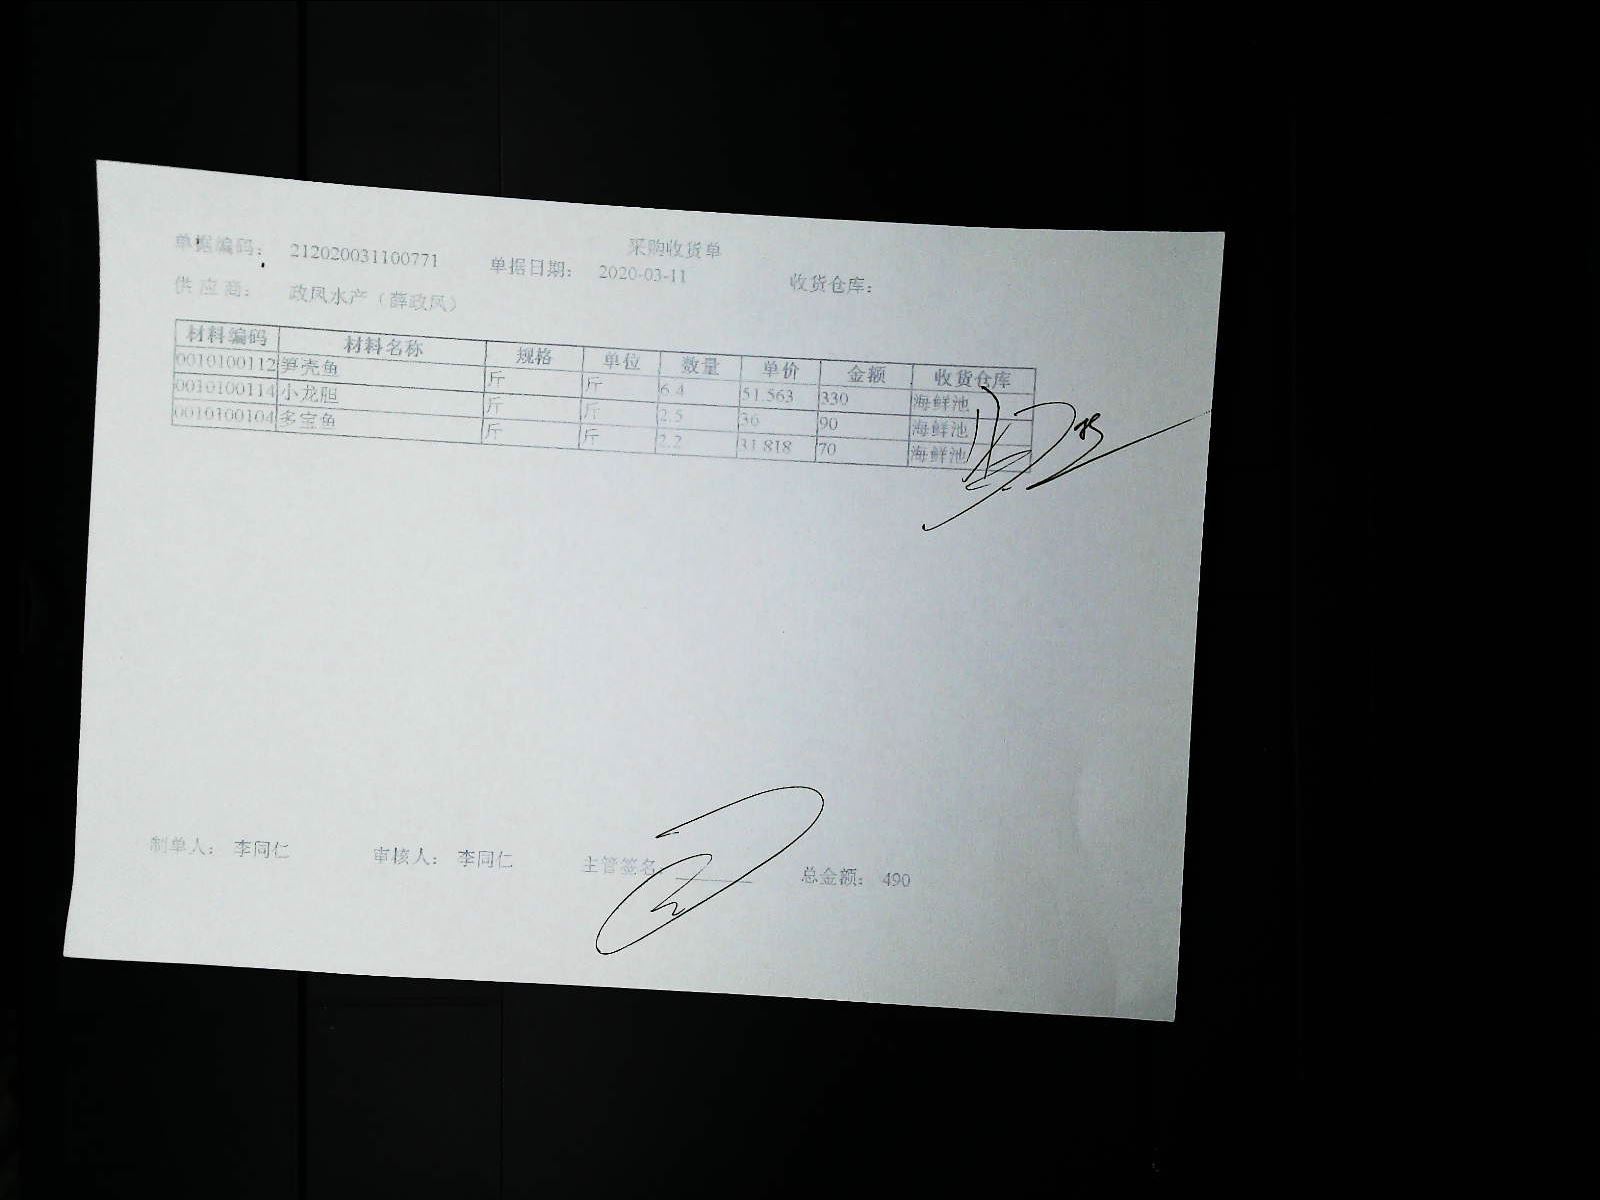 采购收货单
单据编码： 212020031100771 单据日期： 2020-03-11 收货仓库：
供 应 商： 政凤水产（薛政凤）
材料编码 材料名称 规格 单位 数量 单价 金额 收货仓库
0010100112 笋壳鱼 斤 斤 6.4 51.563 330 海鲜池
0010100114 小龙胆 斤 斤 2.5 36 90 海鲜池
0010100104 多宝鱼 斤 斤 2.2 31.818 70 海鲜池
制单人： 李同仁 审核人： 李同仁 主管签名： 总金额： 490